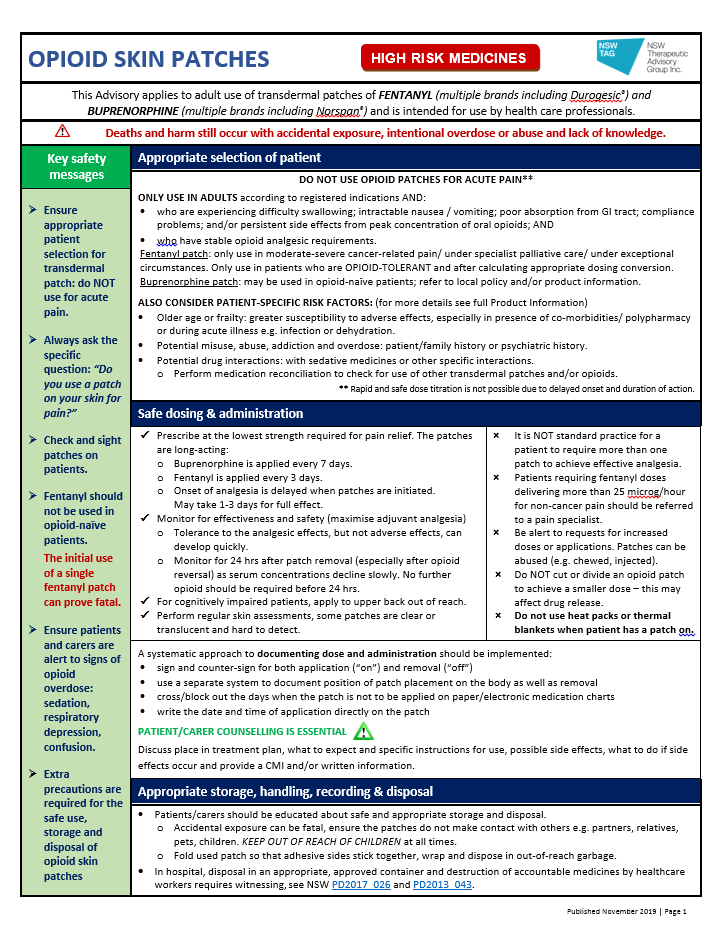 OPIOID SKIN PATCHES
HIGH RISK MEDICINES
NSW
TAG
NSW
Therapeutic
Advisory
Group Inc.
This Advisory applies to adult use of transdermal patches of FENTANYL (multiple brands including Durogesic®) and
BUPRENORPHINE (multiple brands including Norspan®) and is intended for use by health care professionals.
Deaths and harm still occur with accidental exposure, intentional overdose or abuse and lack of knowledge.
Key safety
messages
➢ Ensure
appropriate
patient
selection for
transdermal
patch: do NOT
use for acute
pain.
➢ Always ask the
specific
question: "Do
you use a patch
on your skin for
pain?"
➢ Check and sight
patches on
patients.
➢ Fentanyl should
not be used in
opioid-naïve
patients.
The initial use
of a single
fentanyl patch
can prove fatal.
➢ Ensure patients
and carers are
alert to signs of
opioid
overdose:
sedation,
respiratory
depression,
confusion.
➢ Extra
precautions are
required for the
safe use,
storage and
disposal of
opioid skin
patches
Appropriate selection of patient
DO NOT USE OPIOID PATCHES FOR ACUTE PAIN**
ONLY USE IN ADULTS according to registered indications AND:
• who are experiencing difficulty swallowing; intractable nausea / vomiting; poor absorption from GI tract; compliance
problems; and/or persistent side effects from peak concentration of oral opioids; AND
• who have stable opioid analgesic requirements.
Fentanyl patch: only use in moderate-severe cancer-related pain/ under specialist palliative care/ under exceptional
circumstances. Only use in patients who are OPIOID-TOLERANT and after calculating appropriate dosing conversion.
Buprenorphine patch: may be used in opioid-naïve patients; refer to local policy and/or product information.
ALSO CONSIDER PATIENT-SPECIFIC RISK FACTORS: (for more details see full Product Information)
• Older age or frailty: greater susceptibility to adverse effects, especially in presence of co-morbidities/ polypharmacy
or during acute illness e.g. infection or dehydration.
• Potential misuse, abuse, addiction and overdose: patient/family history or psychiatric history.
• Potential drug interactions: with sedative medicines or other specific interactions.
o Perform medication reconciliation to check for use of other transdermal patches and/or opioids.
** Rapid and safe dose titration is not possible due to delayed onset and duration of action.
Safe dosing & administration
✓ Prescribe at the lowest strength required for pain relief. The patches
are long-acting:
o Buprenorphine is applied every 7 days.
o Fentanyl is applied every 3 days.
o Onset of analgesia is delayed when patches are initiated.
May take 1-3 days for full effect.
✓ Monitor for effectiveness and safety (maximise adjuvant analgesia)
o Tolerance to the analgesic effects, but not adverse effects, can
develop quickly.
o Monitor for 24 hrs after patch removal (especially after opioid
reversal) as serum concentrations decline slowly. No further
opioid should be required before 24 hrs.
✓ For cognitively impaired patients, apply to upper back out of reach.
✓ Perform regular skin assessments, some patches are clear or
translucent and hard to detect.
× It is NOT standard practice for a
patient to require more than one
patch to achieve effective analgesia.
× Patients requiring fentanyl doses
delivering more than 25 microg/hour
for non-cancer pain should be referred
to a pain specialist.
× Be alert to requests for increased
doses or applications. Patches can be
abused (e.g. chewed, injected).
× Do NOT cut or divide an opioid patch
to achieve a smaller dose – this may
affect drug release.
× Do not use heat packs or thermal
blankets when patient has a patch on.
A systematic approach to documenting dose and administration should be implemented:
• sign and counter-sign for both application ("on") and removal ("off")
• use a separate system to document position of patch placement on the body as well as removal
• cross/block out the days when the patch is not to be applied on paper/electronic medication charts
• write the date and time of application directly on the patch
PATIENT/CARER COUNSELLING IS ESSENTIAL
Discuss place in treatment plan, what to expect and specific instructions for use, possible side effects, what to do if side
effects occur and provide a CMI and/or written information.
Appropriate storage, handling, recording & disposal
• Patients/carers should be educated about safe and appropriate storage and disposal.
o Accidental exposure can be fatal, ensure the patches do not make contact with others e.g. partners, relatives,
pets, children. KEEP OUT OF REACH OF CHILDREN at all times.
o Fold used patch so that adhesive sides stick together, wrap and dispose in out-of-reach garbage.
• In hospital, disposal in an appropriate, approved container and destruction of accountable medicines by healthcare
workers requires witnessing, see NSW PD2017_026 and PD2013_043.
Published November 2019 | Page 1